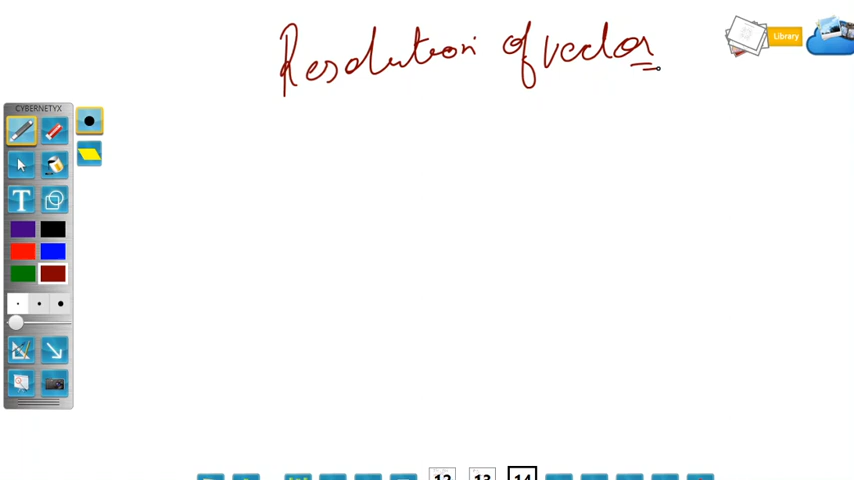 Resolution of vector
Library
CYBERNETYX
T
12 13 14